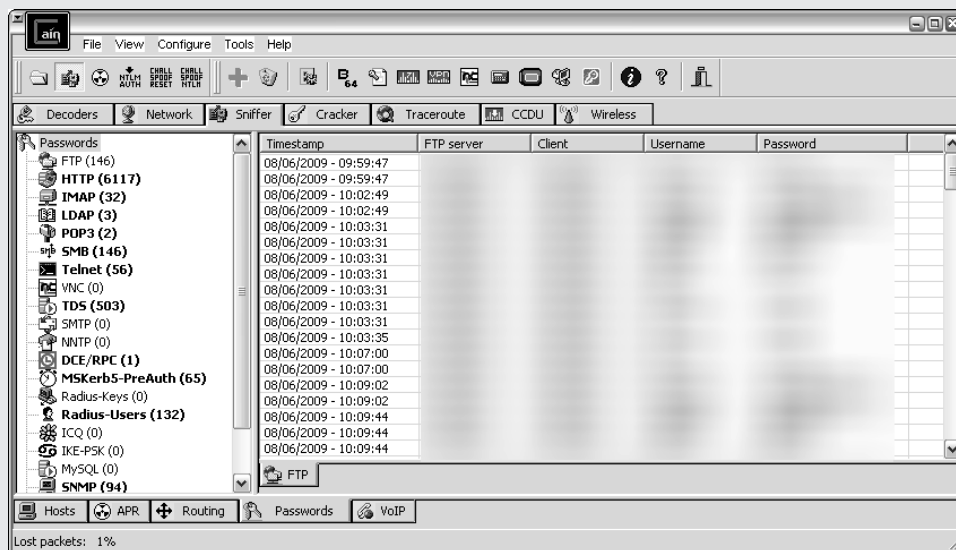 aín
File View Configure Tools Help
NTLM AUTH
CHALL SPOOF RESET
CHALL SPOOF NTLM
B64
Decoders Network Sniffer Cracker Traceroute CCDU Wireless
Passwords
FTP (146)
HTTP (6117)
IMAP (32)
LDAP (3)
POP3 (2)
SMB (146)
Telnet (56)
VNC (0)
TDS (503)
SMTP (0)
NNTP (0)
DCE/RPC (1)
MSKerb5-PreAuth (65)
Radius-Keys (0)
Radius-Users (132)
ICQ (0)
IKE-PSK (0)
MySQL (0)
SNMP (94)
Timestamp FTP server Client Username Password
08/06/2009 - 09:59:47
08/06/2009 - 09:59:47
08/06/2009 - 10:02:49
08/06/2009 - 10:02:49
08/06/2009 - 10:03:31
08/06/2009 - 10:03:31
08/06/2009 - 10:03:31
08/06/2009 - 10:03:31
08/06/2009 - 10:03:31
08/06/2009 - 10:03:31
08/06/2009 - 10:03:31
08/06/2009 - 10:03:35
08/06/2009 - 10:07:00
08/06/2009 - 10:07:00
08/06/2009 - 10:09:02
08/06/2009 - 10:09:02
08/06/2009 - 10:09:44
08/06/2009 - 10:09:44
08/06/2009 - 10:09:44
FTP
Hosts APR Routing Passwords VoIP
Lost packets: 1%